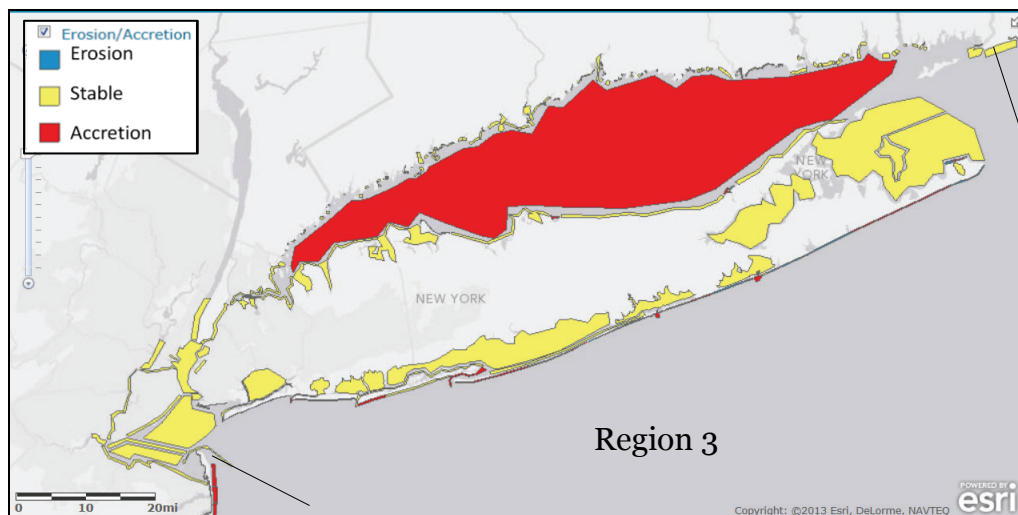 Erosion/Accretion
Erosion
Stable
Accretion
NEW
YORK
NEW YORK
Region 3
0 10 20mi
POWERED BY
esri
Copyright: ©2013 Esri, DeLorme, NAVTEQ